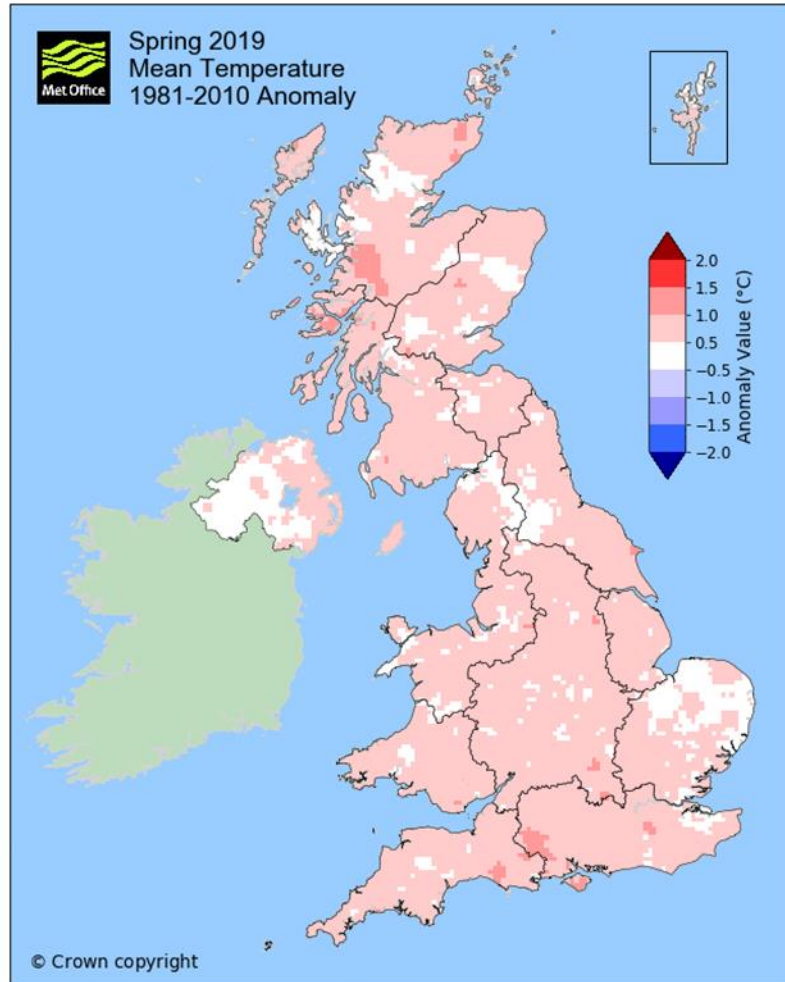 Met Office
Spring 2019
Mean Temperature
1981-2010 Anomaly
2.0
1.5
1.0
0.5
−0.5
−1.0
−1.5
−2.0
Anomaly Value (°C)
© Crown copyright